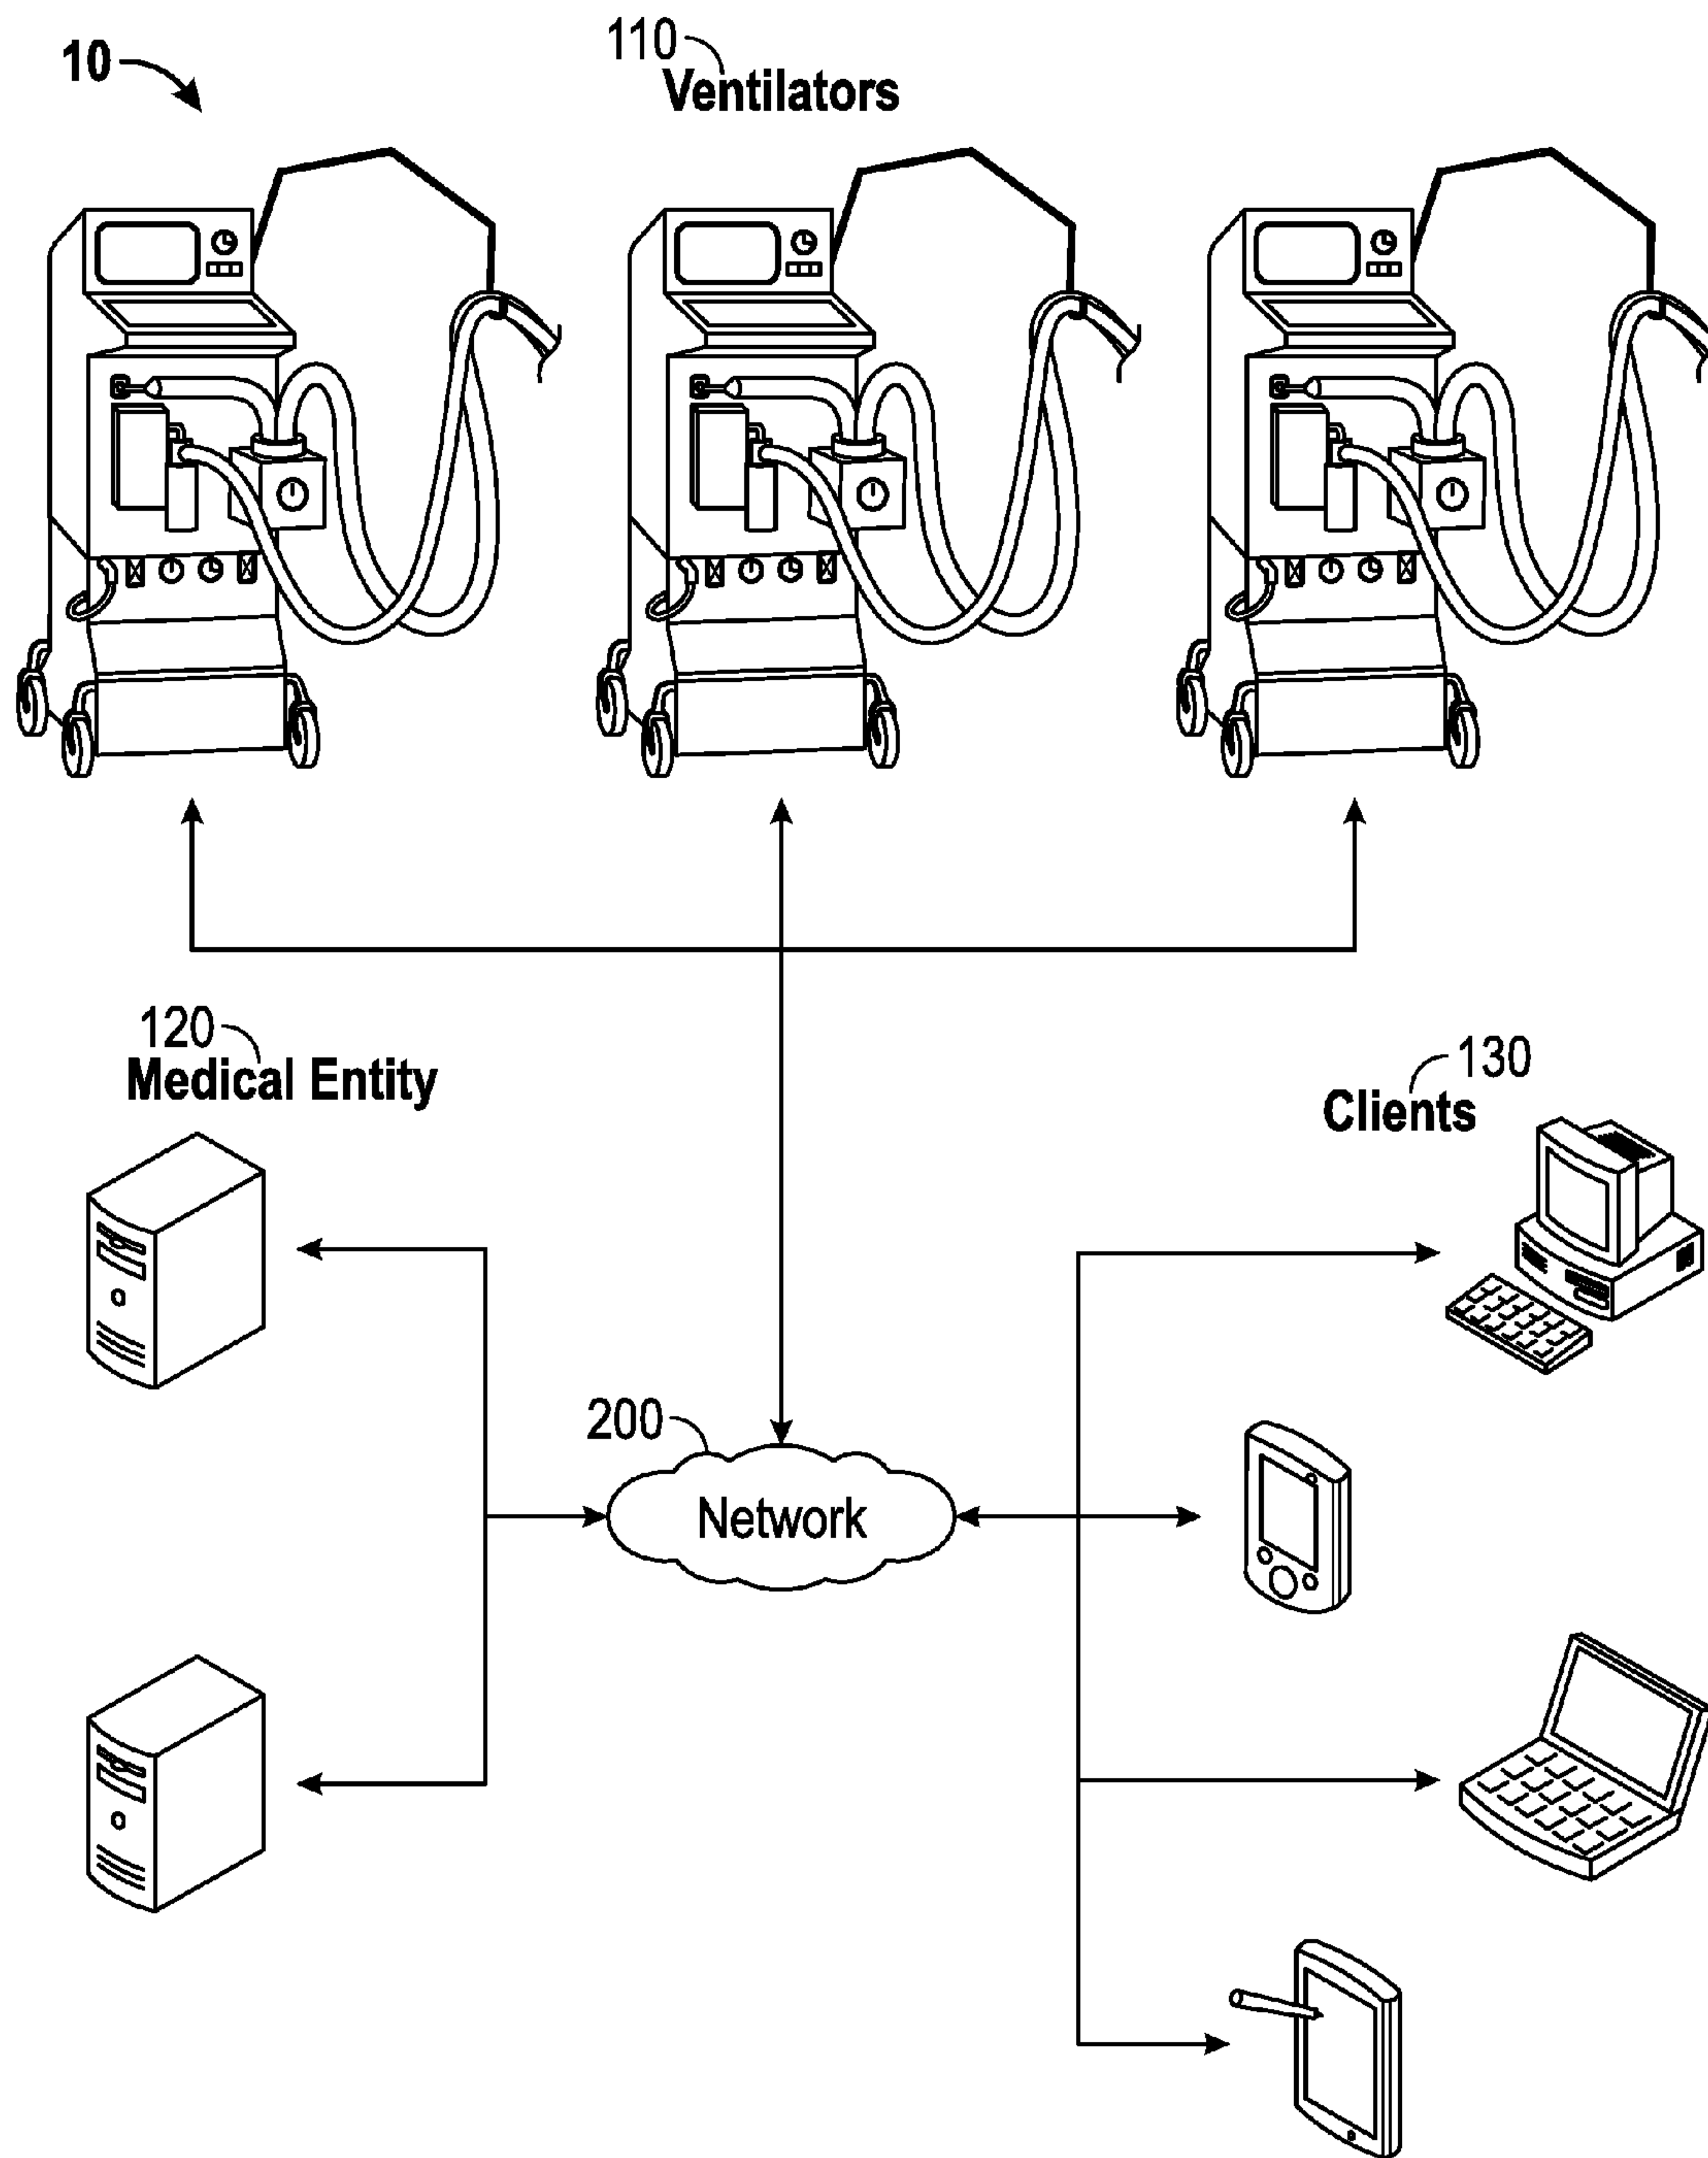 10
110
Ventilators
120
Medical Entity
130
Clients
200
Network